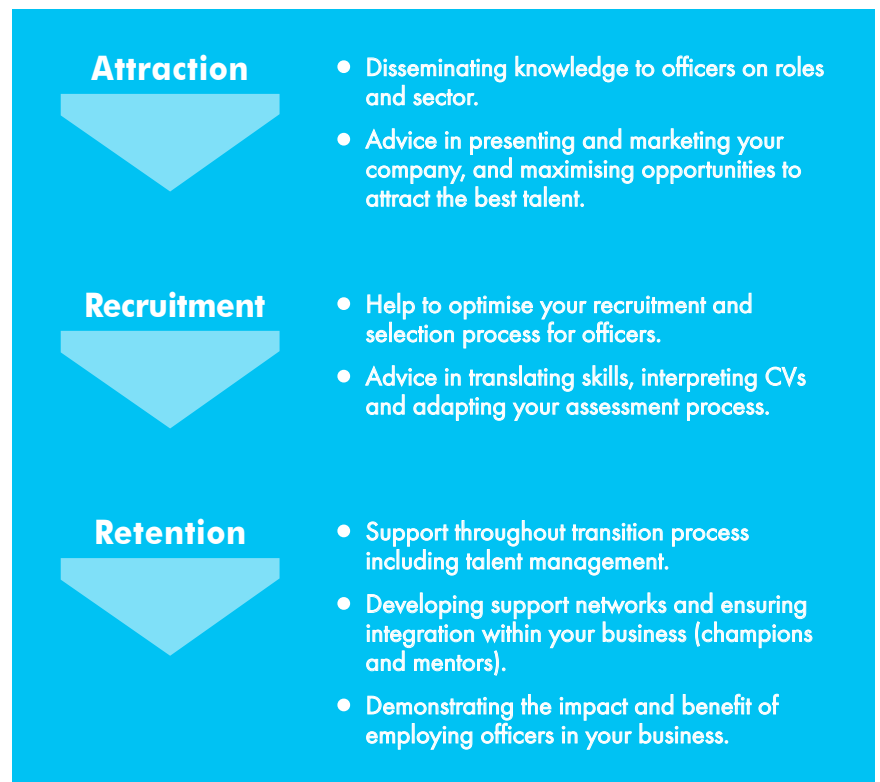 Attraction
• Disseminating knowledge to officers on roles
and sector.
• Advice in presenting and marketing your
company, and maximising opportunities to
attract the best talent.
Recruitment
• Help to optimise your recruitment and
selection process for officers.
• Advice in translating skills, interpreting CVs
and adapting your assessment process.
Retention
• Support throughout transition process
including talent management.
• Developing support networks and ensuring
integration within your business (champions
and mentors).
• Demonstrating the impact and benefit of
employing officers in your business.